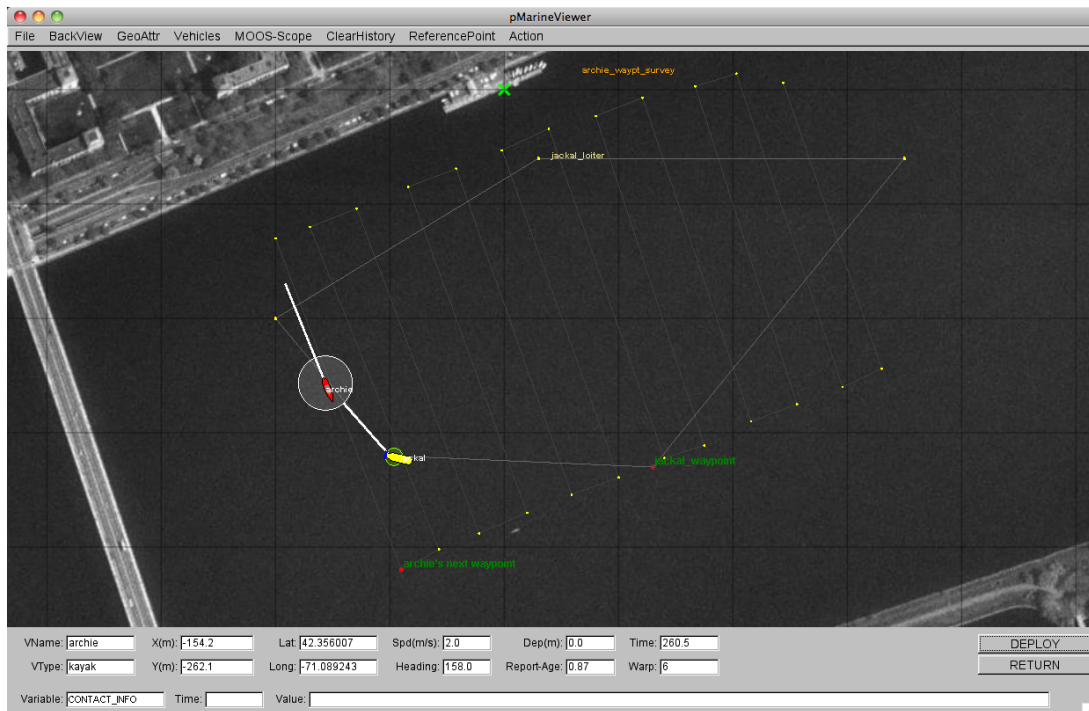 pMarineViewer
File BackView GeoAttr Vehicles MOOS-Scope ClearHistory ReferencePoint Action
archie_waypt_survey
jackal_loiter
archie
kal
jackal_waypoint
archie's next waypoint
VName: archie X(m): -154.2 Lat: 42.356007 Spd(m/s): 2.0 Dep(m): 0.0 Time: 260.5 DEPLOY
VType: kayak Y(m): -262.1 Long: -71.089243 Heading: 158.0 Report-Age: 0.87 Warp: 6 RETURN
Variable: CONTACT_INFO Time: Value: